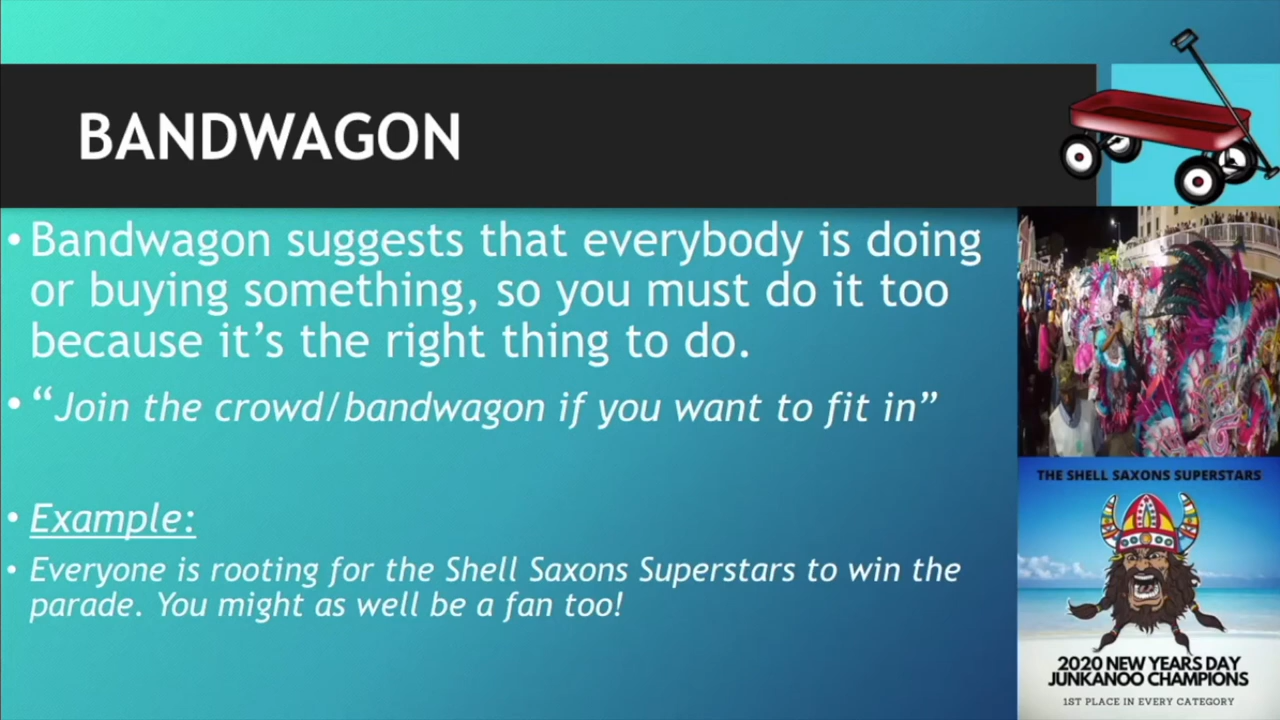 BANDWAGON
• Bandwagon suggests that everybody is doing
or buying something, so you must do it too
because it’s the right thing to do.
• “Join the crowd/bandwagon if you want to fit in”
• Example:
• Everyone is rooting for the Shell Saxons Superstars to win the
parade. You might as well be a fan too!
THE SHELL SAXONS SUPERSTARS
2020 NEW YEARS DAY
JUNKANOO CHAMPIONS
1ST PLACE IN EVERY CATEGORY